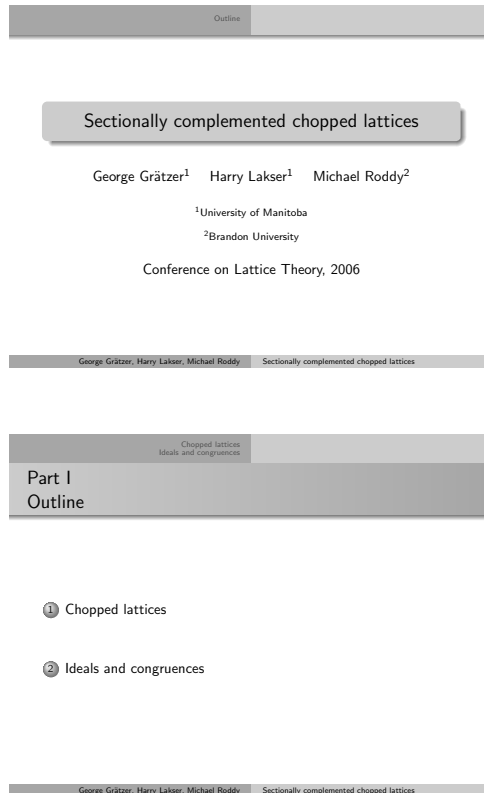 Outline
Sectionally complemented chopped lattices
George Grätzer¹ Harry Lakser¹ Michael Roddy²
¹University of Manitoba
²Brandon University
Conference on Lattice Theory, 2006
George Grätzer, Harry Lakser, Michael Roddy Sectionally complemented chopped lattices
Chopped lattices
Ideals and congruences
Part I
Outline
1 Chopped lattices
2 Ideals and congruences
George Grätzer, Harry Lakser, Michael Roddy Sectionally complemented chopped lattices